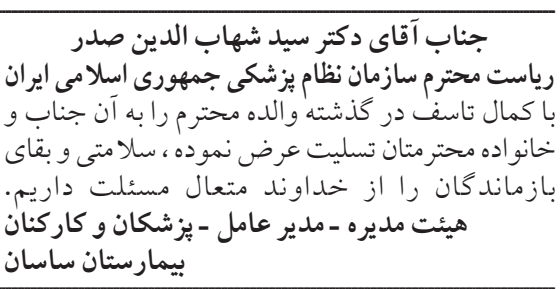 جناب آقای دکتر سید شهاب الدین صدر
ریاست محترم سازمان نظام پزشکی جمهوری اسلامی ایران
با کمال تاسف در گذشته والده محترم را به آن جناب و
خانواده محترمتان تسلیت عرض نموده ، سلامتی و بقای
بازماندگان را از خداوند متعال مسئلت داریم.
هیئت مدیره - مدیر عامل - پزشکان و کارکنان
بیمارستان ساسان